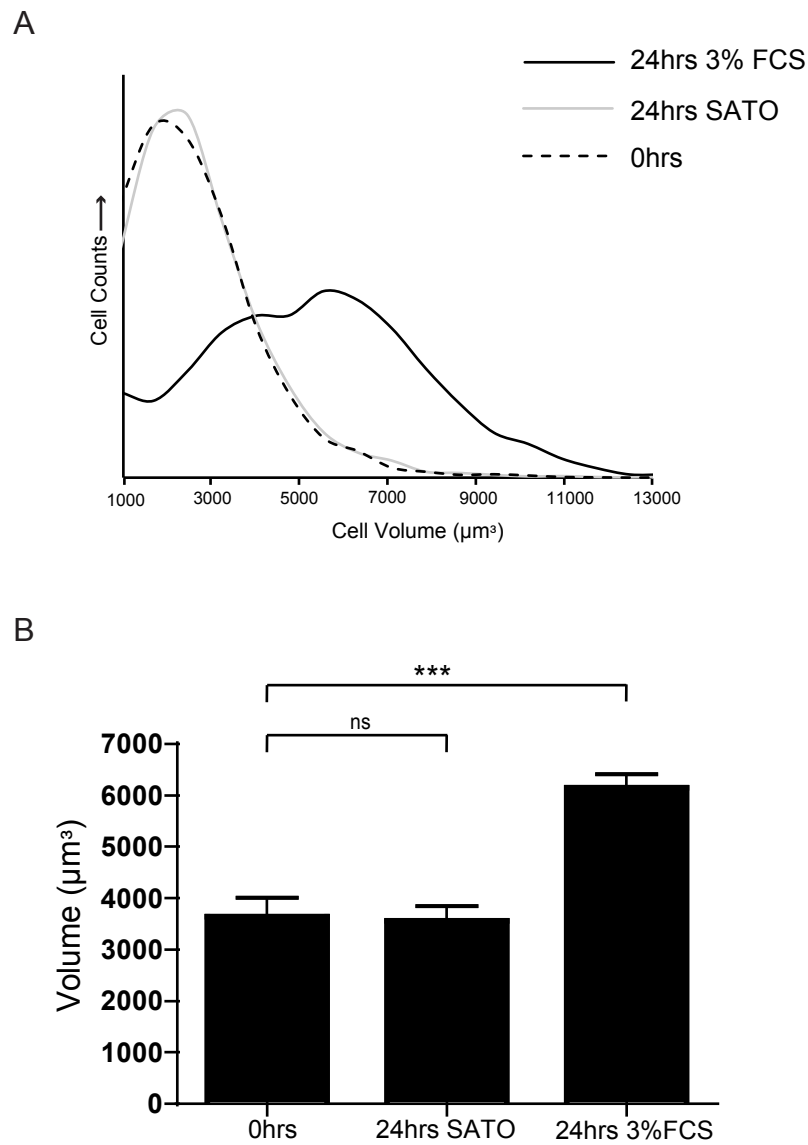 A
24hrs 3% FCS
24hrs SATO
0hrs
Cell Counts →
1000 3000 5000 7000 9000 11000 13000
Cell Volume (µm³)
B
***
ns
7000
6000
5000
4000
3000
2000
1000
0
Volume (µm³)
0hrs 24hrs SATO 24hrs 3%FCS